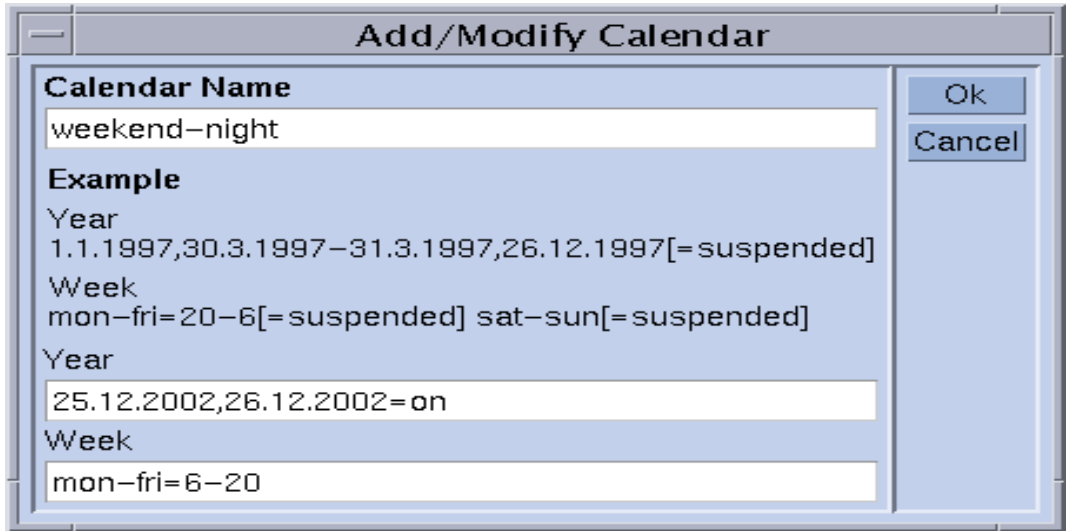 Add/Modify Calendar
Calendar Name
Ok
weekend-night
Cancel
Example
Year
1.1.1997,30.3.1997-31.3.1997,26.12.1997[=suspended]
Week
mon-fri=20-6[=suspended] sat-sun[=suspended]
Year
25.12.2002,26.12.2002=on
Week
mon-fri=6-20